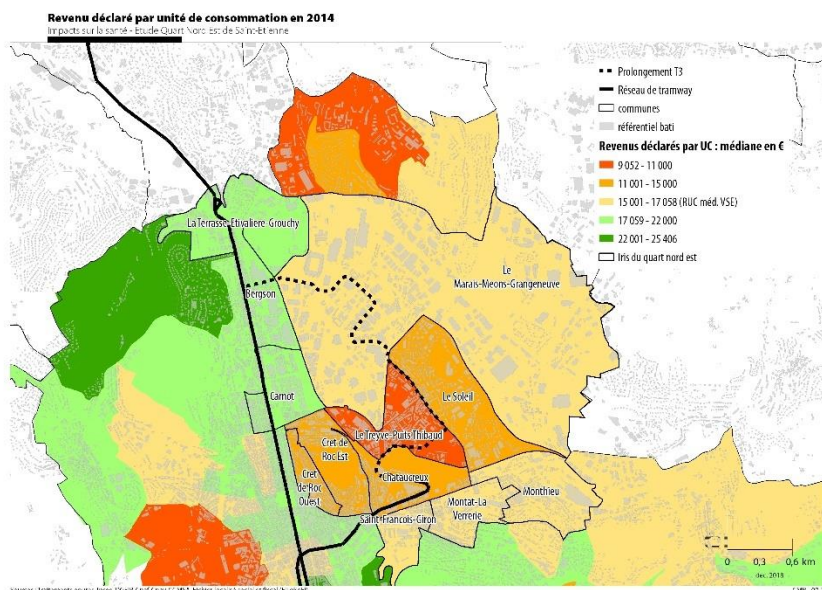 Revenu déclaré par unité de consommation en 2014
Impacts sur la santé - Etude Quart Nord Est de Saint-Etienne
Prolongement T3
Réseau de tramway
communes
référentiel bati
Revenus déclarés par UC : médiane en €
9 052 - 11 000
11 001 - 15 000
15 001 - 17 058 (RUC méd. VSE)
17 059 - 22 000
22 001 - 25 406
Iris du quart nord est
La Terrasse-Etivalière-Grouchy
Le
Marais-Meons-Grangeneuve
Bergson
Carnot
Le Soleil
Le Treyve-Puits Thibaud
Cret de
Roc Est
Cret
de Roc
Ouest
Chateaucreux
Montat-La
Verrerie
Monthieu
Saint-François-Giron
0 0,3 0,6 km
dec. 2018